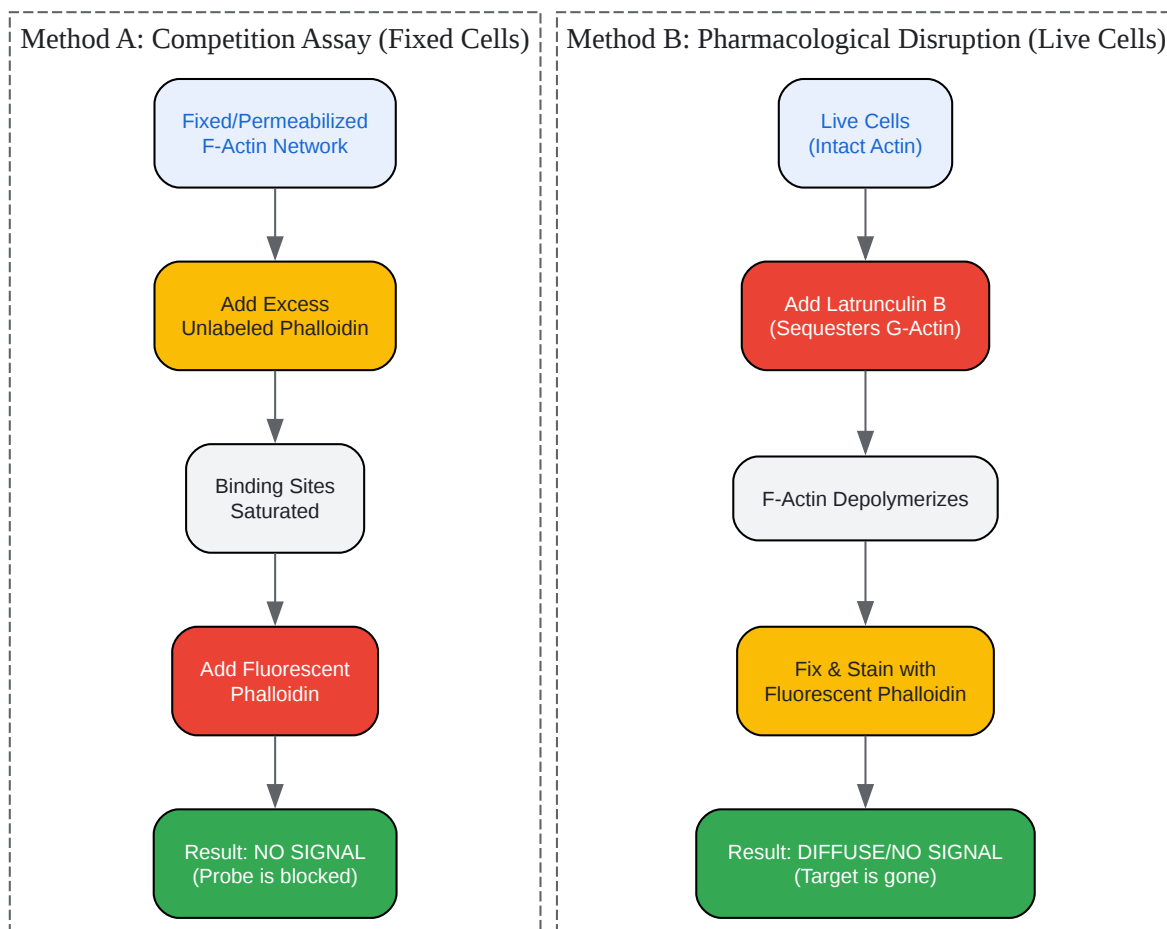 Method A: Competition Assay (Fixed Cells)
Fixed/Permeabilized
F-Actin Network
Add Excess
Unlabeled Phalloidin
Binding Sites
Saturated
Add Fluorescent
Phalloidin
Result: NO SIGNAL
(Probe is blocked)
Method B: Pharmacological Disruption (Live Cells)
Live Cells
(Intact Actin)
Add Latrunculin B
(Sequesters G-Actin)
F-Actin Depolymerizes
Fix & Stain with
Fluorescent Phalloidin
Result: DIFFUSE/NO SIGNAL
(Target is gone)